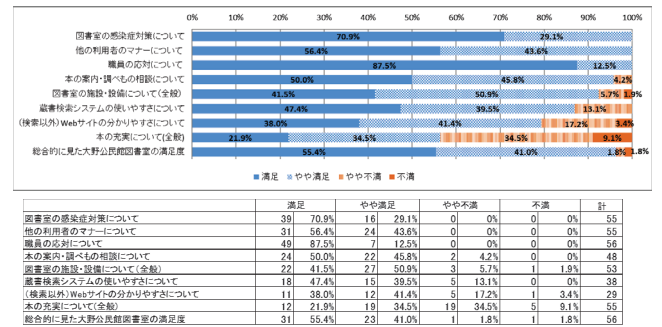 0% 10% 20% 30% 40% 50% 60% 70% 80% 90% 100%
図書室の感染症対策について 70.9% 29.1%
他の利用者のマナーについて 56.4% 43.6%
職員の応対について 87.5% 12.5%
本の案内・調べもの相談について 50.0% 45.8% 4.2%
図書室の施設・設備について(全般) 41.5% 50.9% 5.7% 1.9%
蔵書検索システムの使いやすさについて 47.4% 39.5% 13.1%
(検索以外)Webサイトの分かりやすさについて 38.0% 41.4% 17.2% 3.4%
本の充実について(全般) 21.9% 34.5% 34.5% 9.1%
総合的に見た大野公民館図書室の満足度 55.4% 41.0% 1.8% 1.8%
満足 やや満足 やや不満 不満
満足 やや満足 やや不満 不満 計
図書室の感染症対策について 39 70.9% 16 29.1% 0 0% 0 0% 55
他の利用者のマナーについて 31 56.4% 24 43.6% 0 0% 0 0% 55
職員の応対について 49 87.5% 7 12.5% 0 0% 0 0% 56
本の案内・調べもの相談について 24 50.0% 22 45.8% 2 4.2% 0 0% 48
図書室の施設・設備について(全般) 22 41.5% 27 50.9% 3 5.7% 1 1.9% 53
蔵書検索システムの使いやすさについて 18 47.4% 15 39.5% 5 13.1% 0 0% 38
(検索以外)Webサイトの分かりやすさについて 11 38.0% 12 41.4% 5 17.2% 1 3.4% 29
本の充実について(全般) 12 21.9% 19 34.5% 19 34.5% 5 9.1% 55
総合的に見た大野公民館図書室の満足度 31 55.4% 23 41.0% 1 1.8% 1 1.8% 56